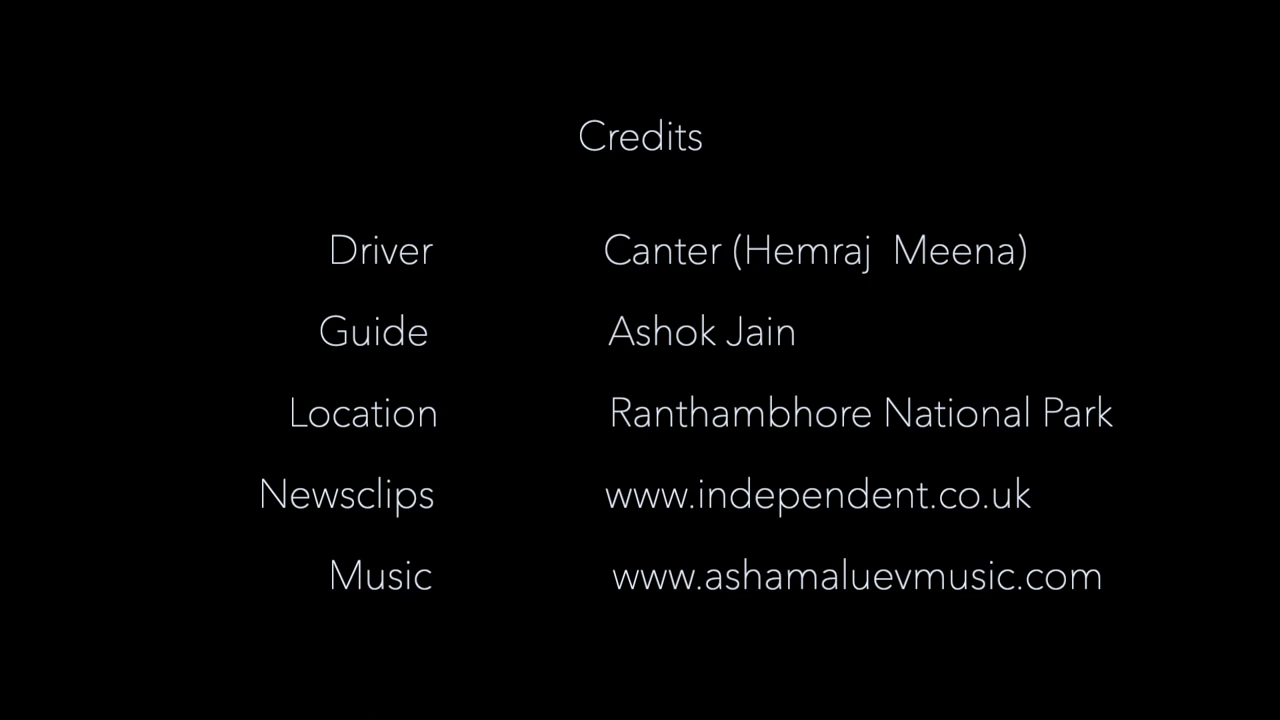 Credits
Driver Canter (Hemraj  Meena)
Guide Ashok Jain
Location Ranthambhore National Park
Newsclips www.independent.co.uk
Music www.ashamaluevmusic.com